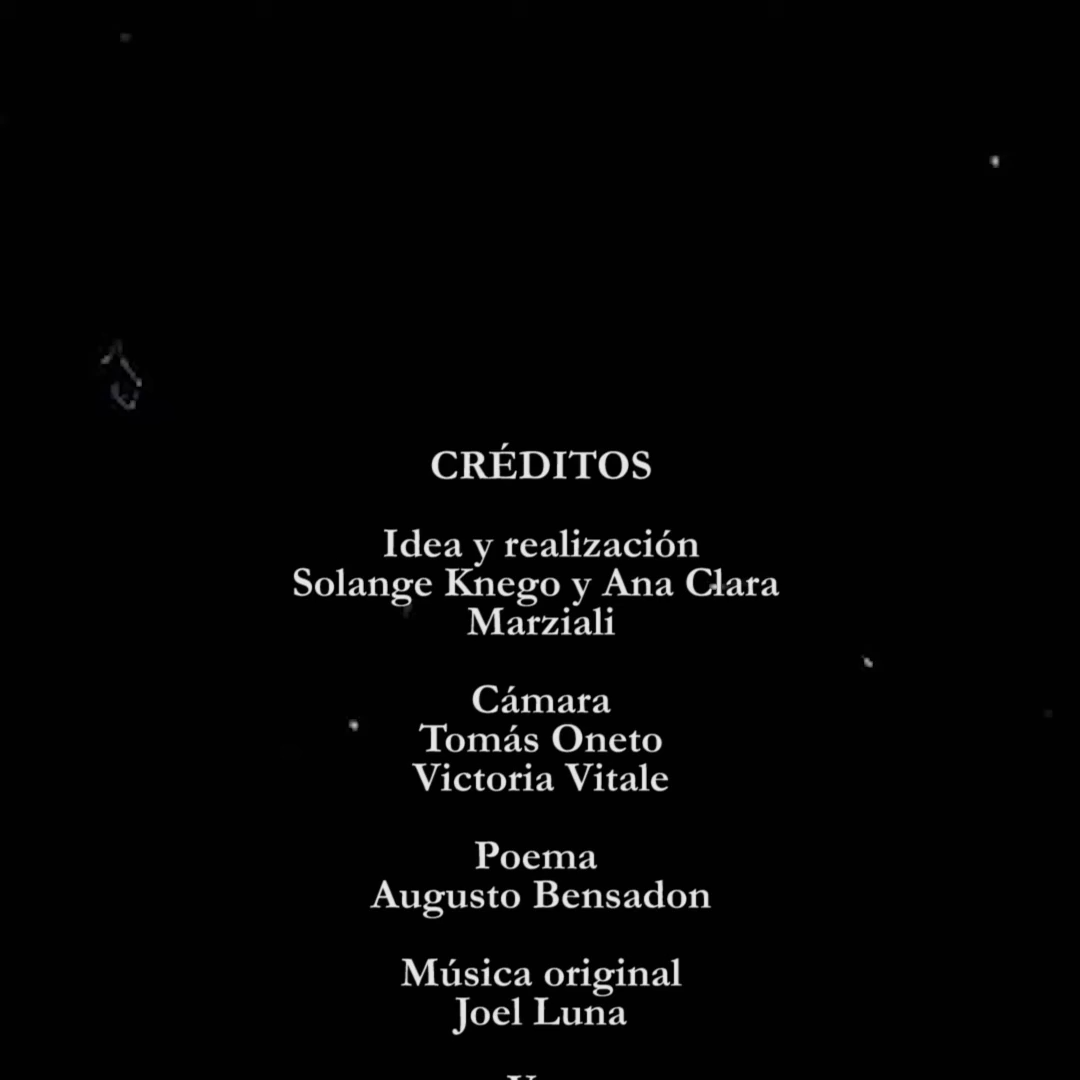 CRÉDITOS
Idea y realización
Solange Knego y Ana Clara
Marziali
Cámara
Tomás Oneto
Victoria Vitale
Poema
Augusto Bensadon
Música original
Joel Luna